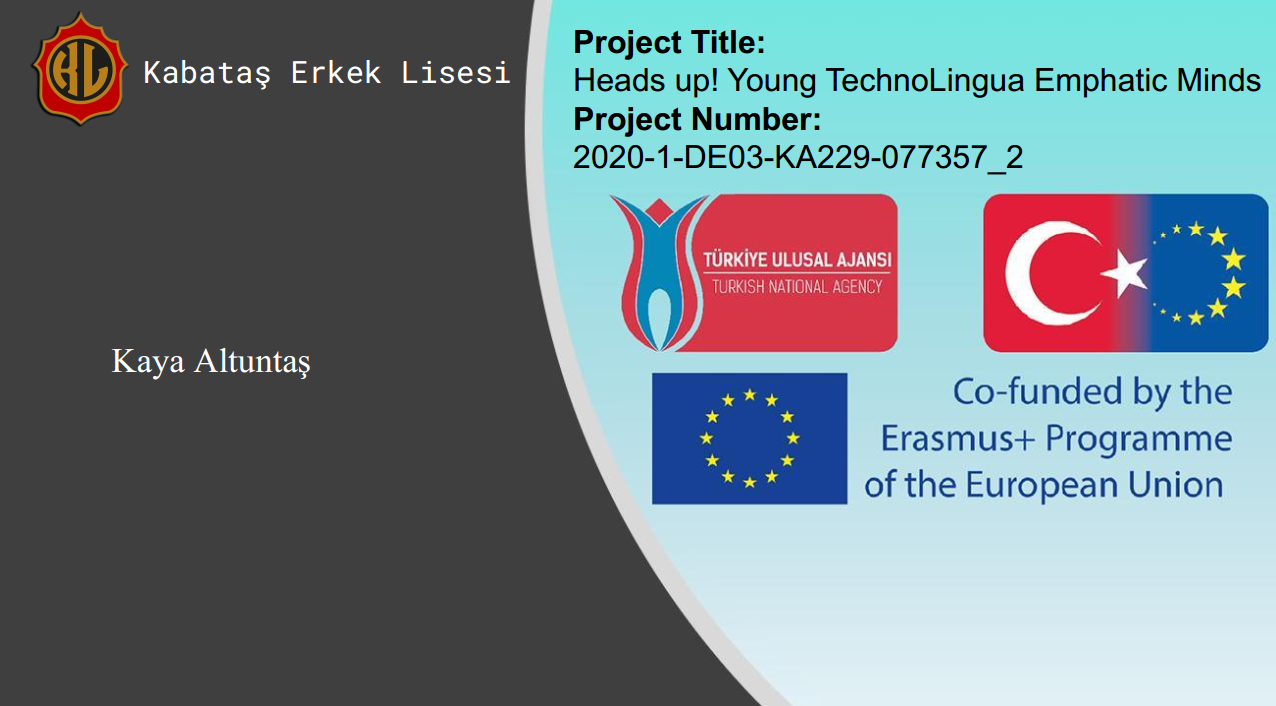 KL
Kabataş Erkek Lisesi
Kaya Altuntaş
Project Title:
Heads up! Young TechnoLingua Emphatic Minds
Project Number:
2020-1-DE03-KA229-077357_2
TÜRKİYE ULUSAL AJANSI
TURKISH NATIONAL AGENCY
Co-funded by the
Erasmus+ Programme
of the European Union